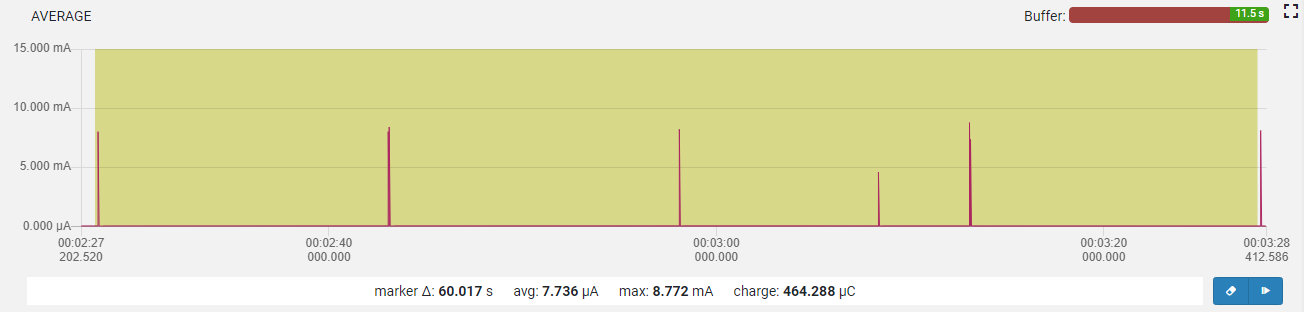 AVERAGE
Buffer: 11.5 s
15.000 mA
10.000 mA
5.000 mA
0.000 µA
00:02:27 00:02:40 00:03:00 00:03:20 00:03:28
202.520 000.000 000.000 000.000 412.586
marker Δ: 60.017 s avg: 7.736 µA max: 8.772 mA charge: 464.288 µC